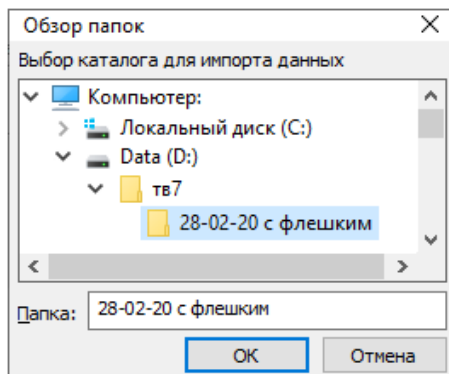 Обзор папок
Выбор каталога для импорта данных
Компьютер:
Локальный диск (C:)
Data (D:)
тв7
28-02-20 с флешким
Папка: 28-02-20 с флешким
ОК Отмена